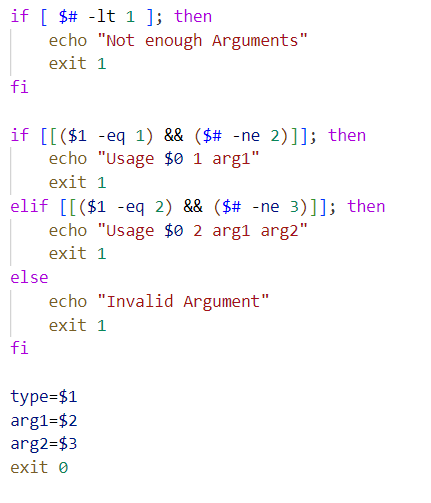 if [ $# -lt 1 ]; then
    echo "Not enough Arguments"
    exit 1
fi

if [[($1 -eq 1) && ($# -ne 2)]]; then
    echo "Usage $0 1 arg1"
    exit 1
elif [[($1 -eq 2) && ($# -ne 3)]]; then
    echo "Usage $0 2 arg1 arg2"
    exit 1
else
    echo "Invalid Argument"
    exit 1
fi

type=$1
arg1=$2
arg2=$3
exit 0